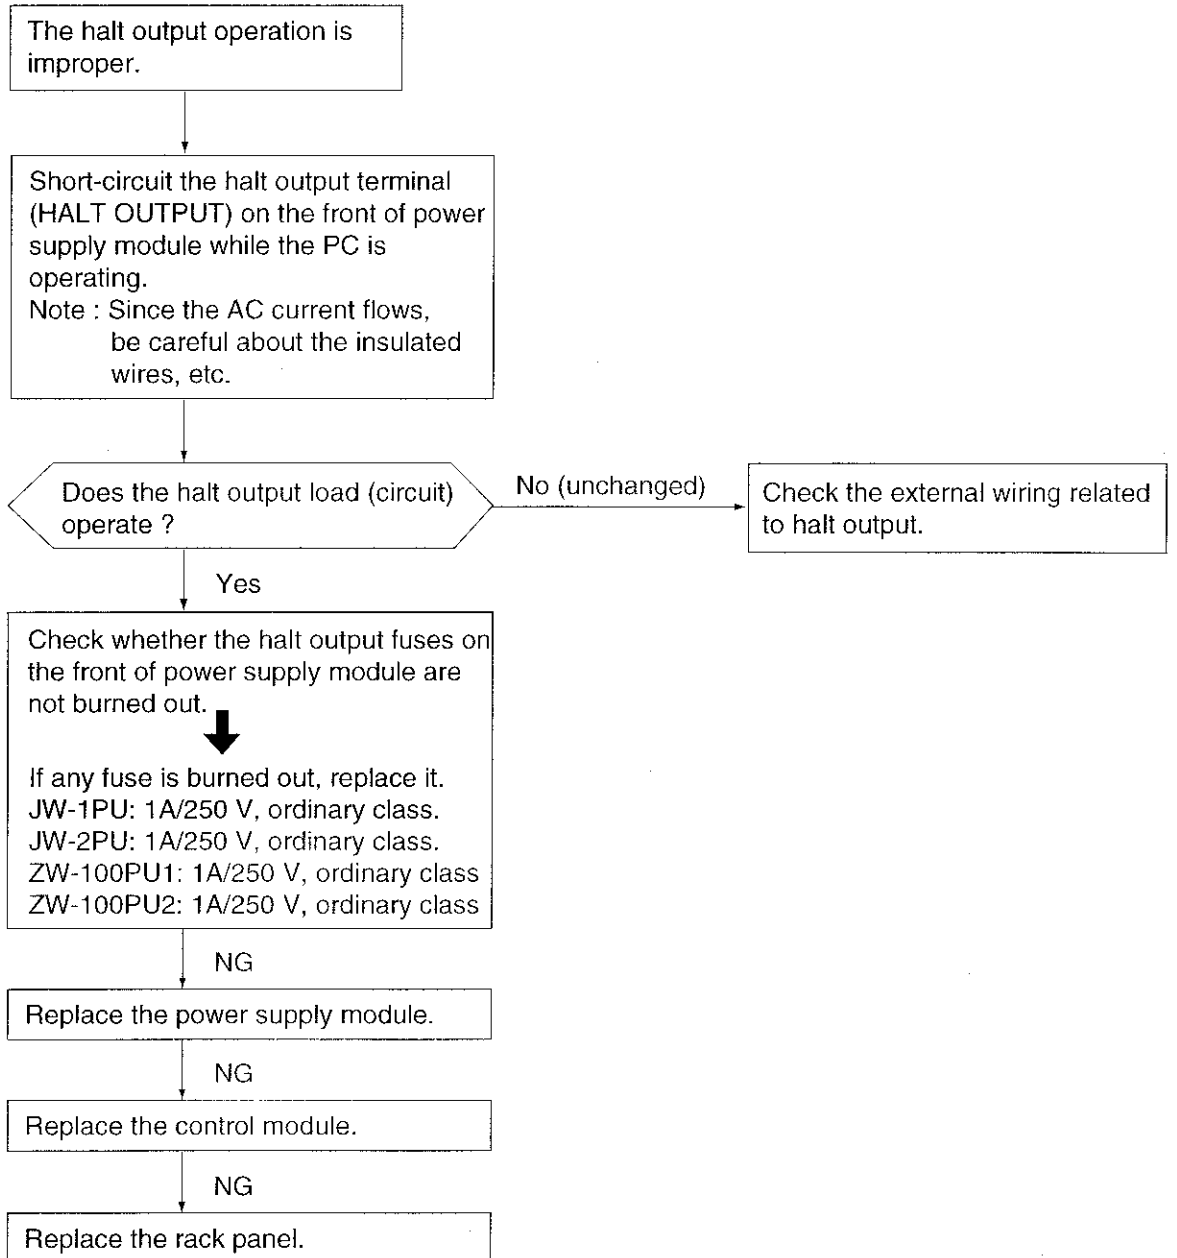 The halt output operation is
improper.
Short-circuit the halt output terminal
(HALT OUTPUT) on the front of power
supply module while the PC is
operating.
Note : Since the AC current flows,
be careful about the insulated
wires, etc.
Does the halt output load (circuit)
operate ?
No (unchanged)
Check the external wiring related
to halt output.
Yes
Check whether the halt output fuses on
the front of power supply module are
not burned out.
If any fuse is burned out, replace it.
JW-1PU: 1A/250 V, ordinary class.
JW-2PU: 1A/250 V, ordinary class.
ZW-100PU1: 1A/250 V, ordinary class
ZW-100PU2: 1A/250 V, ordinary class
NG
Replace the power supply module.
NG
Replace the control module.
NG
Replace the rack panel.